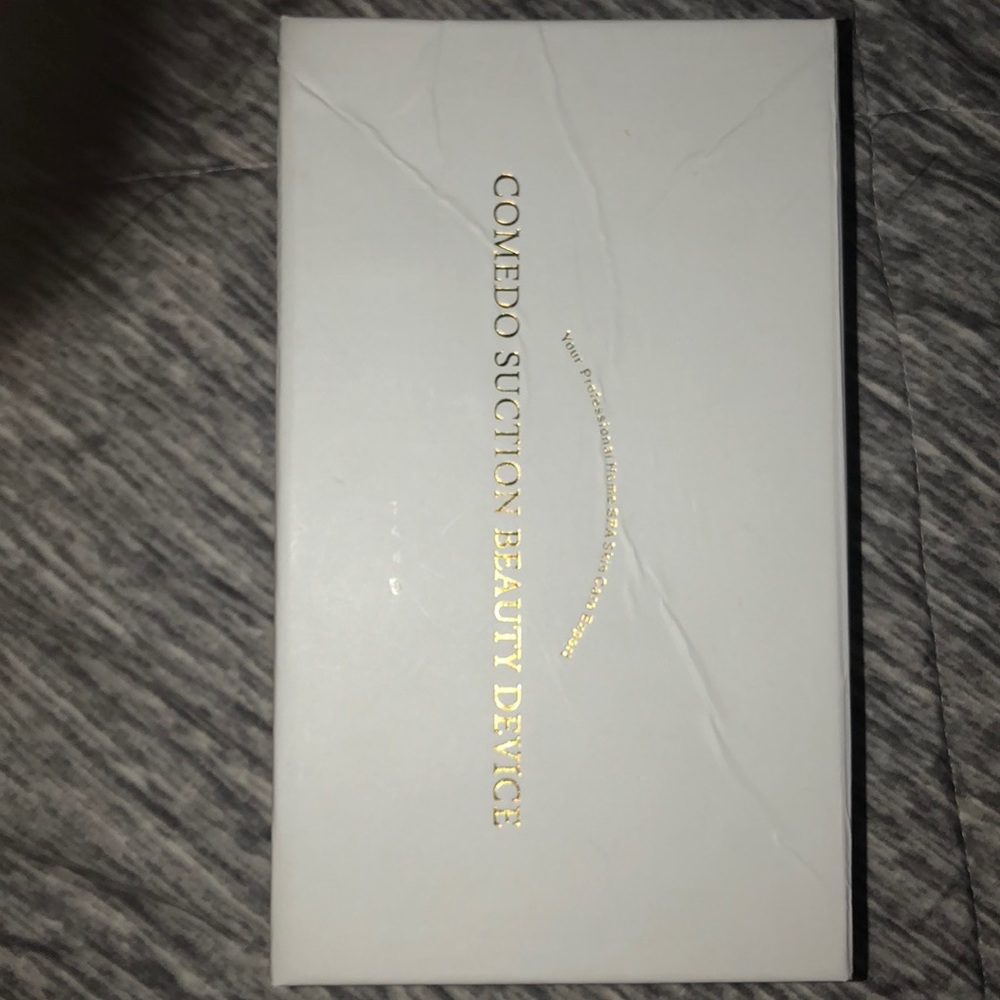 Your Professional Home SPA Skin Care Expert
COMEDO SUCTION BEAUTY DEVICE